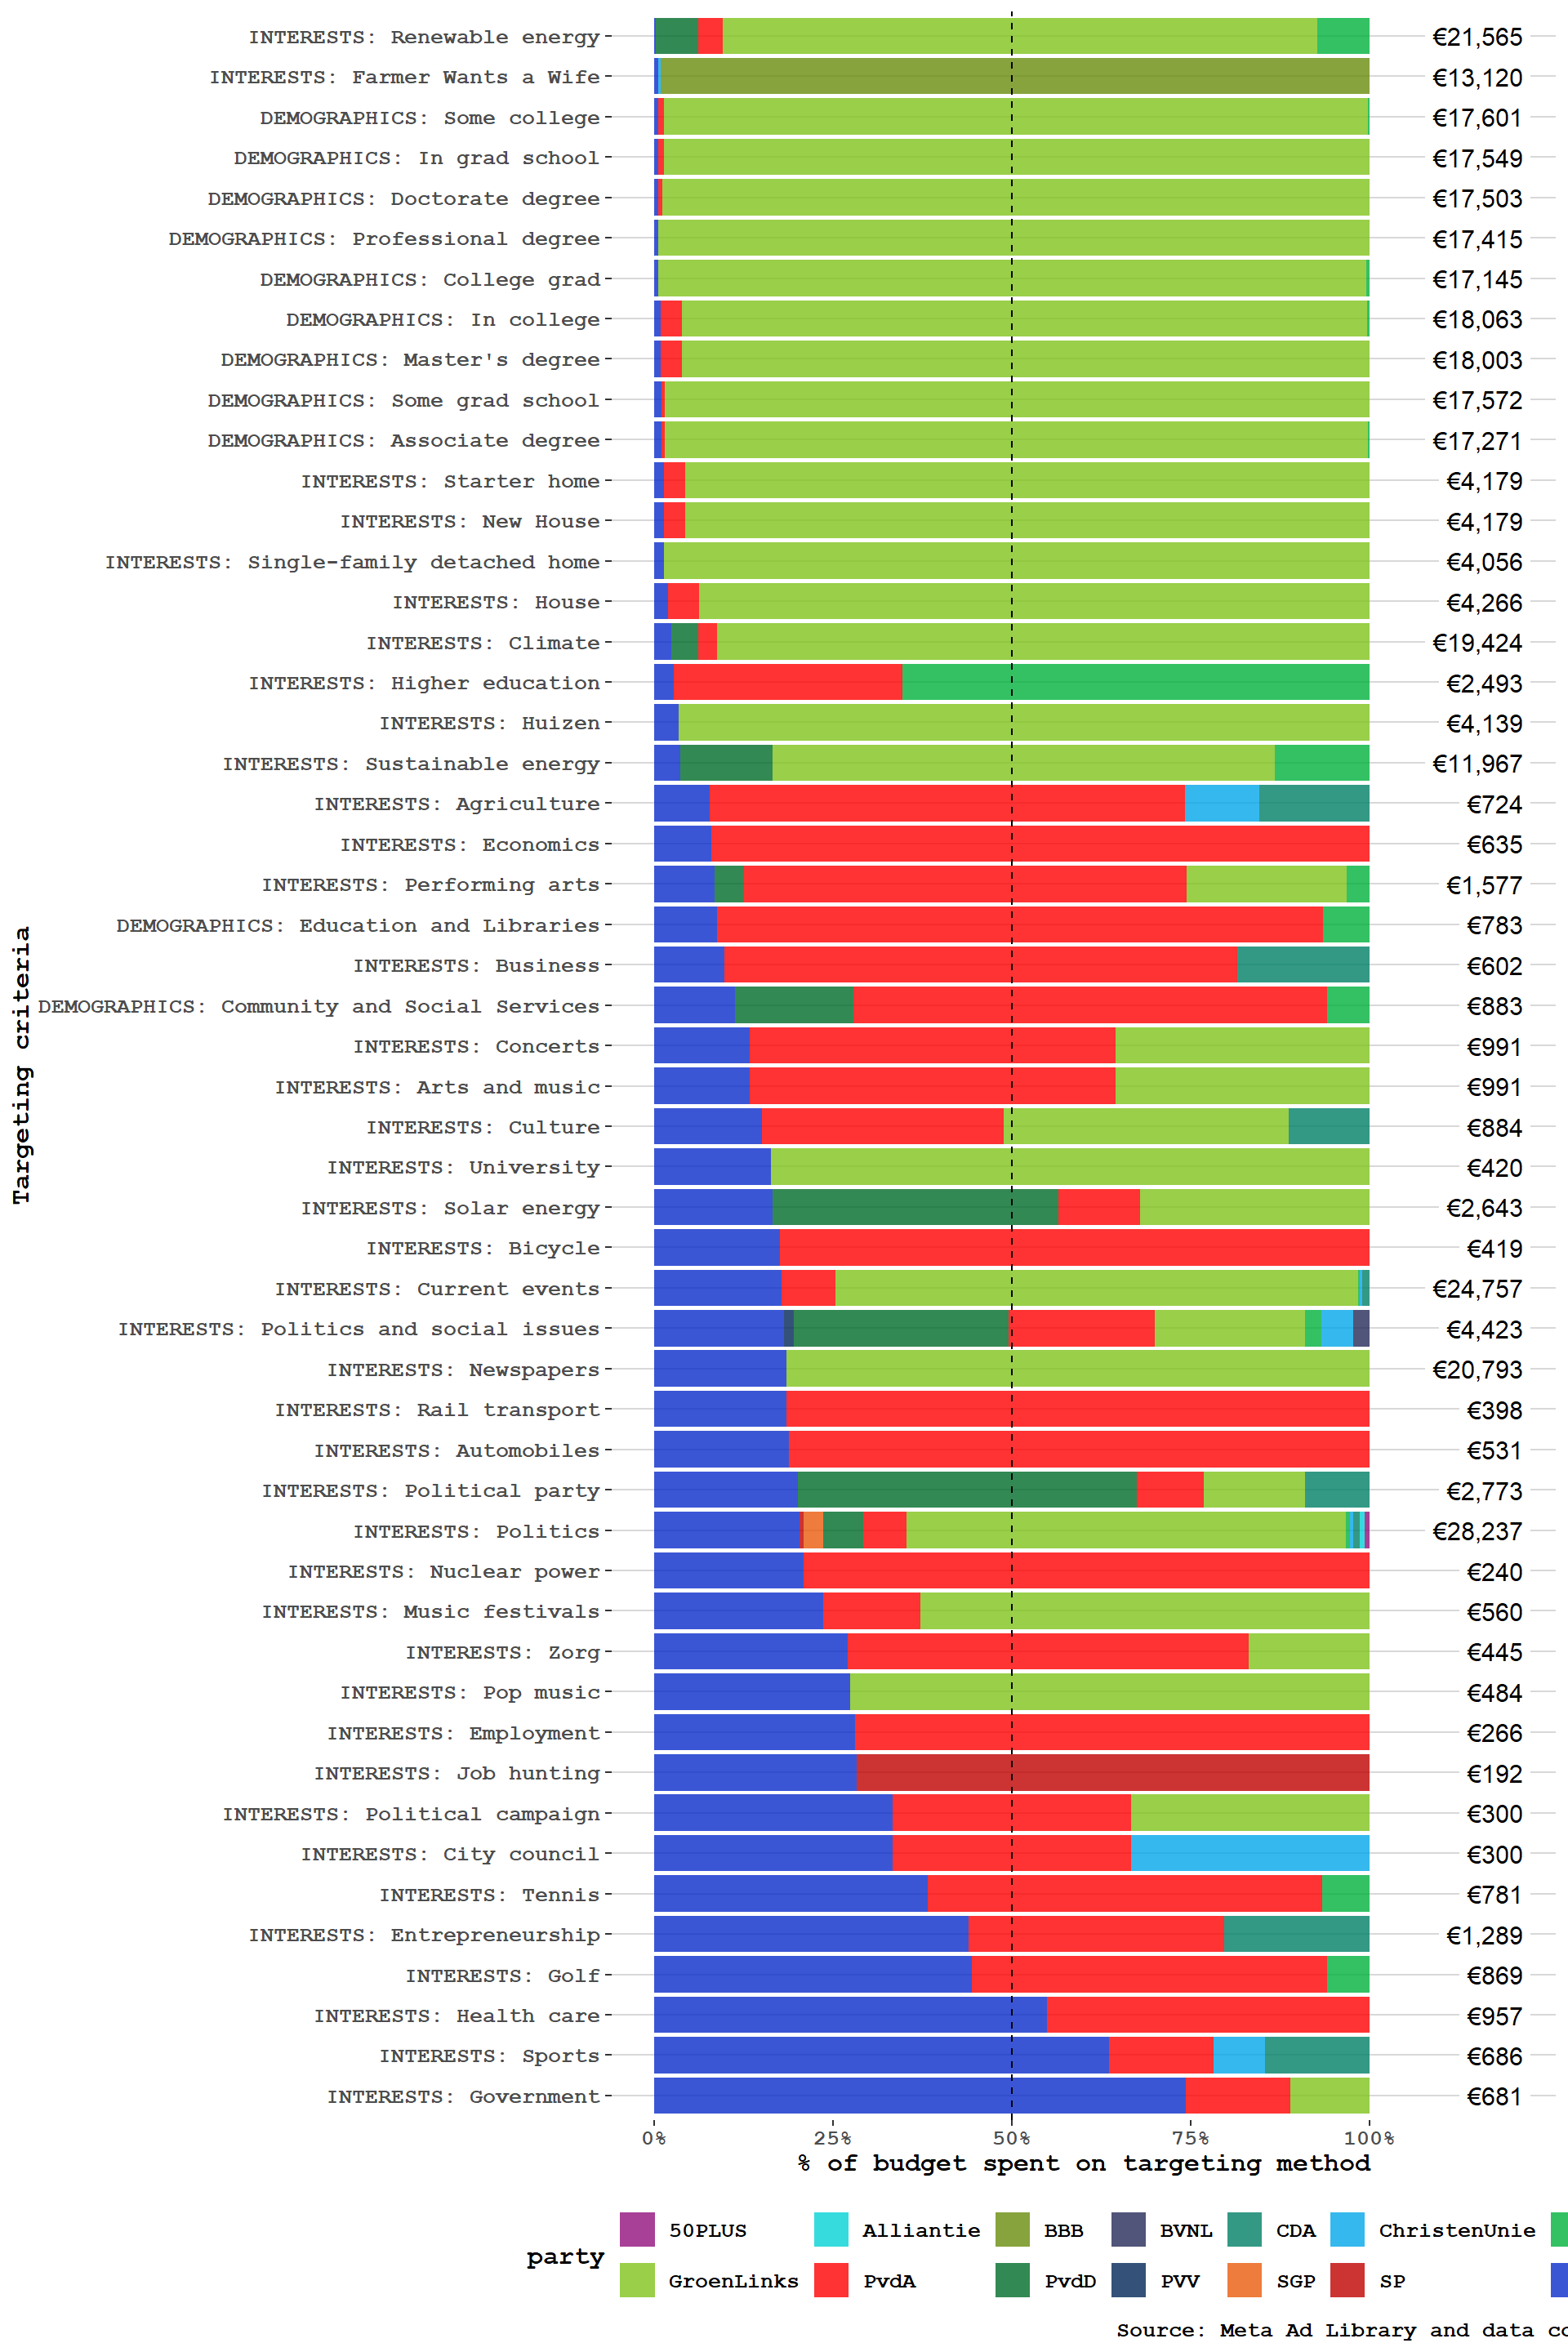 INTERESTS: Renewable energy €21,565
INTERESTS: Farmer Wants a Wife €13,120
DEMOGRAPHICS: Some college €17,601
DEMOGRAPHICS: In grad school €17,549
DEMOGRAPHICS: Doctorate degree €17,503
DEMOGRAPHICS: Professional degree €17,415
DEMOGRAPHICS: College grad €17,145
DEMOGRAPHICS: In college €18,063
DEMOGRAPHICS: Master's degree €18,003
DEMOGRAPHICS: Some grad school €17,572
DEMOGRAPHICS: Associate degree €17,271
INTERESTS: Starter home €4,179
INTERESTS: New House €4,179
INTERESTS: Single-family detached home €4,056
INTERESTS: House €4,266
INTERESTS: Climate €19,424
INTERESTS: Higher education €2,493
INTERESTS: Huizen €4,139
INTERESTS: Sustainable energy €11,967
INTERESTS: Agriculture €724
INTERESTS: Economics €635
INTERESTS: Performing arts €1,577
DEMOGRAPHICS: Education and Libraries €783
INTERESTS: Business €602
DEMOGRAPHICS: Community and Social Services €883
INTERESTS: Concerts €991
INTERESTS: Arts and music €991
INTERESTS: Culture €884
INTERESTS: University €420
INTERESTS: Solar energy €2,643
INTERESTS: Bicycle €419
INTERESTS: Current events €24,757
INTERESTS: Politics and social issues €4,423
INTERESTS: Newspapers €20,793
INTERESTS: Rail transport €398
INTERESTS: Automobiles €531
INTERESTS: Political party €2,773
INTERESTS: Politics €28,237
INTERESTS: Nuclear power €240
INTERESTS: Music festivals €560
INTERESTS: Zorg €445
INTERESTS: Pop music €484
INTERESTS: Employment €266
INTERESTS: Job hunting €192
INTERESTS: Political campaign €300
INTERESTS: City council €300
INTERESTS: Tennis €781
INTERESTS: Entrepreneurship €1,289
INTERESTS: Golf €869
INTERESTS: Health care €957
INTERESTS: Sports €686
INTERESTS: Government €681
Targeting criteria
0% 25% 50% 75% 100%
% of budget spent on targeting method
party
50PLUS Alliantie BBB BVNL CDA ChristenUnie
GroenLinks PvdA PvdD PVV SGP SP
Source: Meta Ad Library and data co